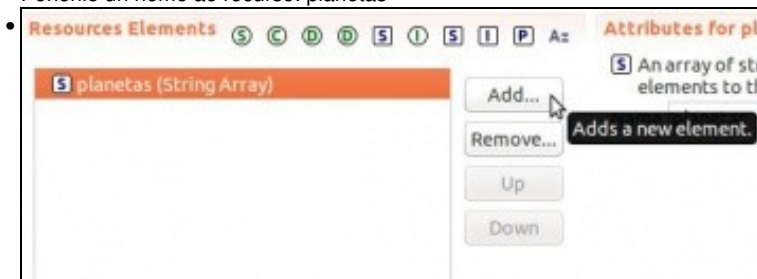 Ponerlle un nome ao recurso: planetas
Resources Elements S C D D S I S I P Az Attributes for pl
S An array of str
elements to th
S planetas (String Array)
Add...
Adds a new element.
Remove...
Up
Down